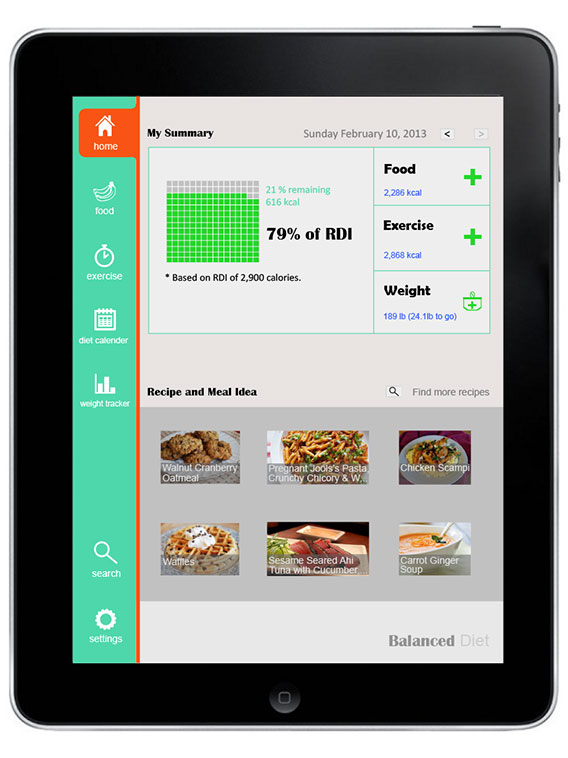 home
food
exercise
diet calender
weight tracker
search
settings
My Summary
Sunday February 10, 2013
<
>
21 % remaining
616 kcal
79% of RDI
* Based on RDI of 2,900 calories.
Food
2,286 kcal
Exercise
2,868 kcal
Weight
189 lb (24.1lb to go)
Recipe and Meal Idea
Find more recipes
Walnut Cranberry
Oatmeal
Pregnant Jools's Pasta,
Crunchy Chicory & W...
Chicken Scampi
Waffles
Sesame Seared Ahi
Tuna with Cucumber...
Carrot Ginger
Soup
Balanced Diet